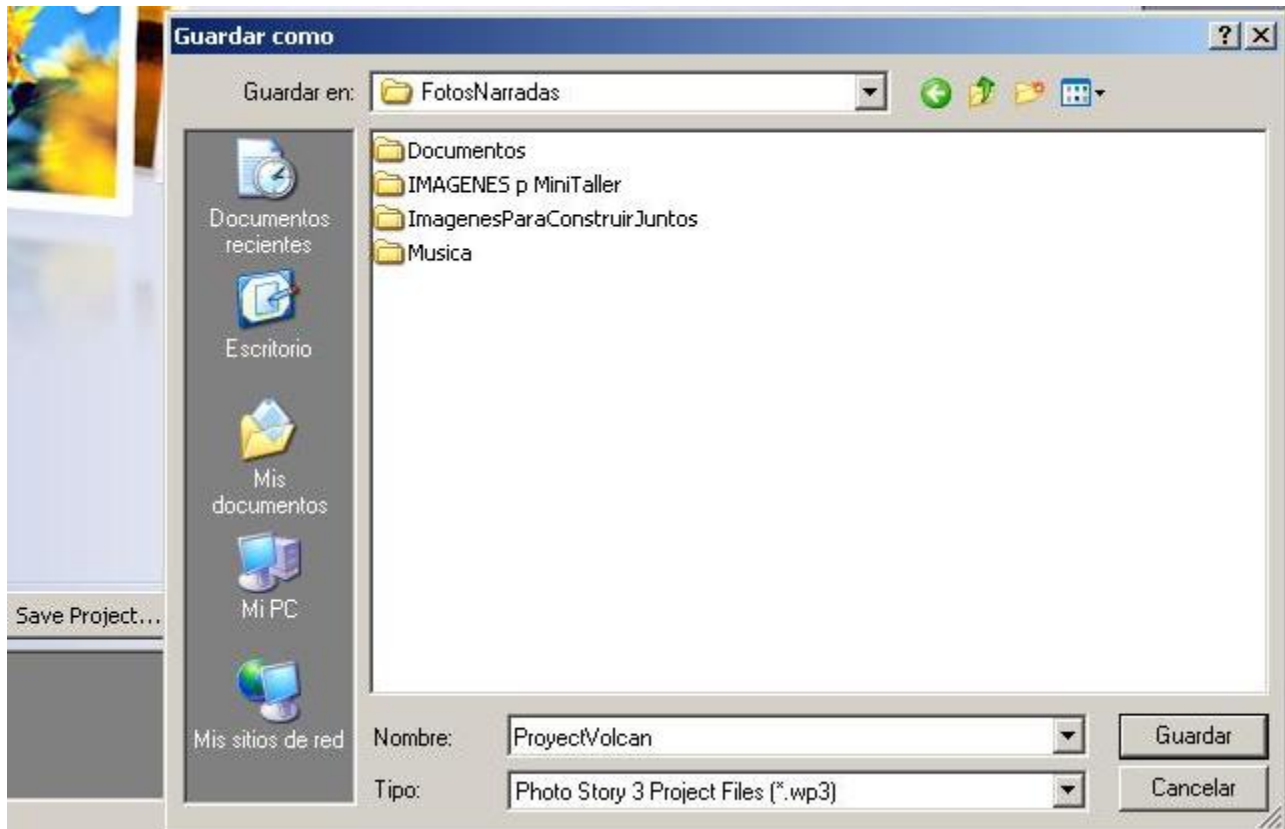 Guardar como
Guardar en:
FotosNarradas
Documentos
IMAGENES p MiniTaller
ImagenesParaConstruirJuntos
Musica
Documentos
recientes
Escritorio
Mis
documentos
Mi PC
Mis sitios de red
Save Project...
Nombre:
ProyectVolcan
Guardar
Tipo:
Photo Story 3 Project Files (*.wp3)
Cancelar